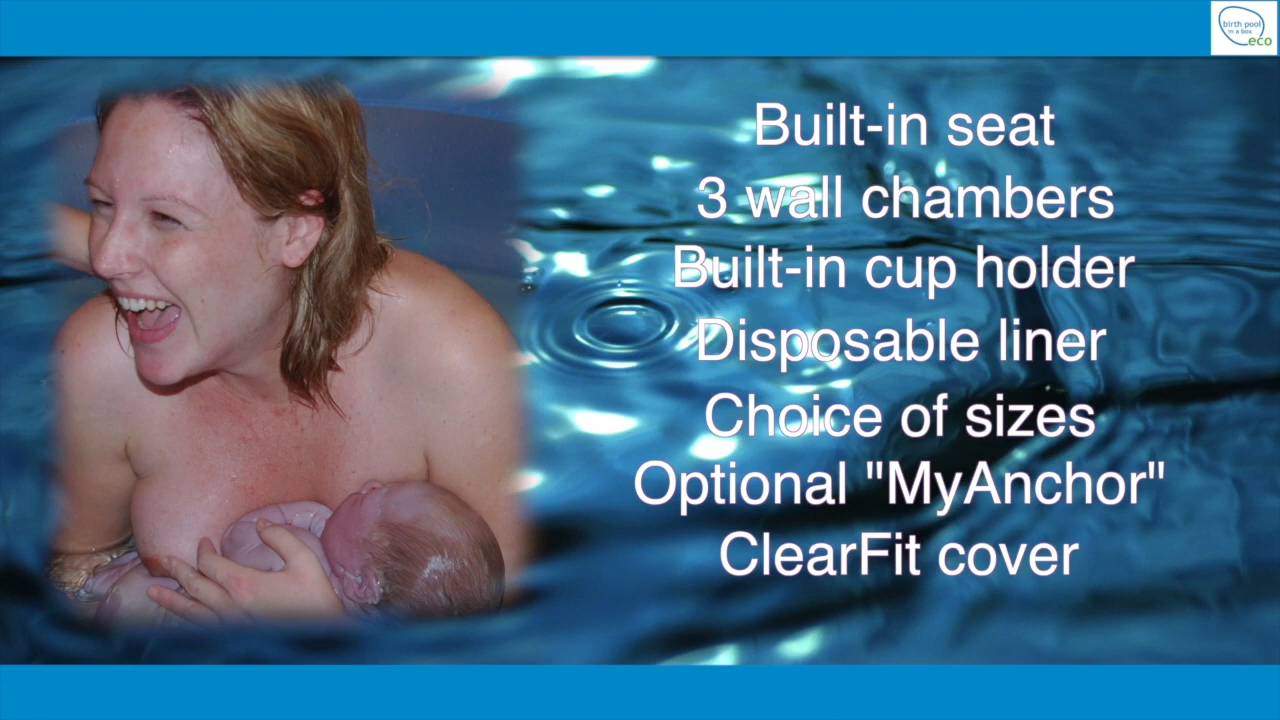 birth pool
in a box
eco
Built-in seat
3 wall chambers
Built-in cup holder
Disposable liner
Choice of sizes
Optional "MyAnchor"
ClearFit cover